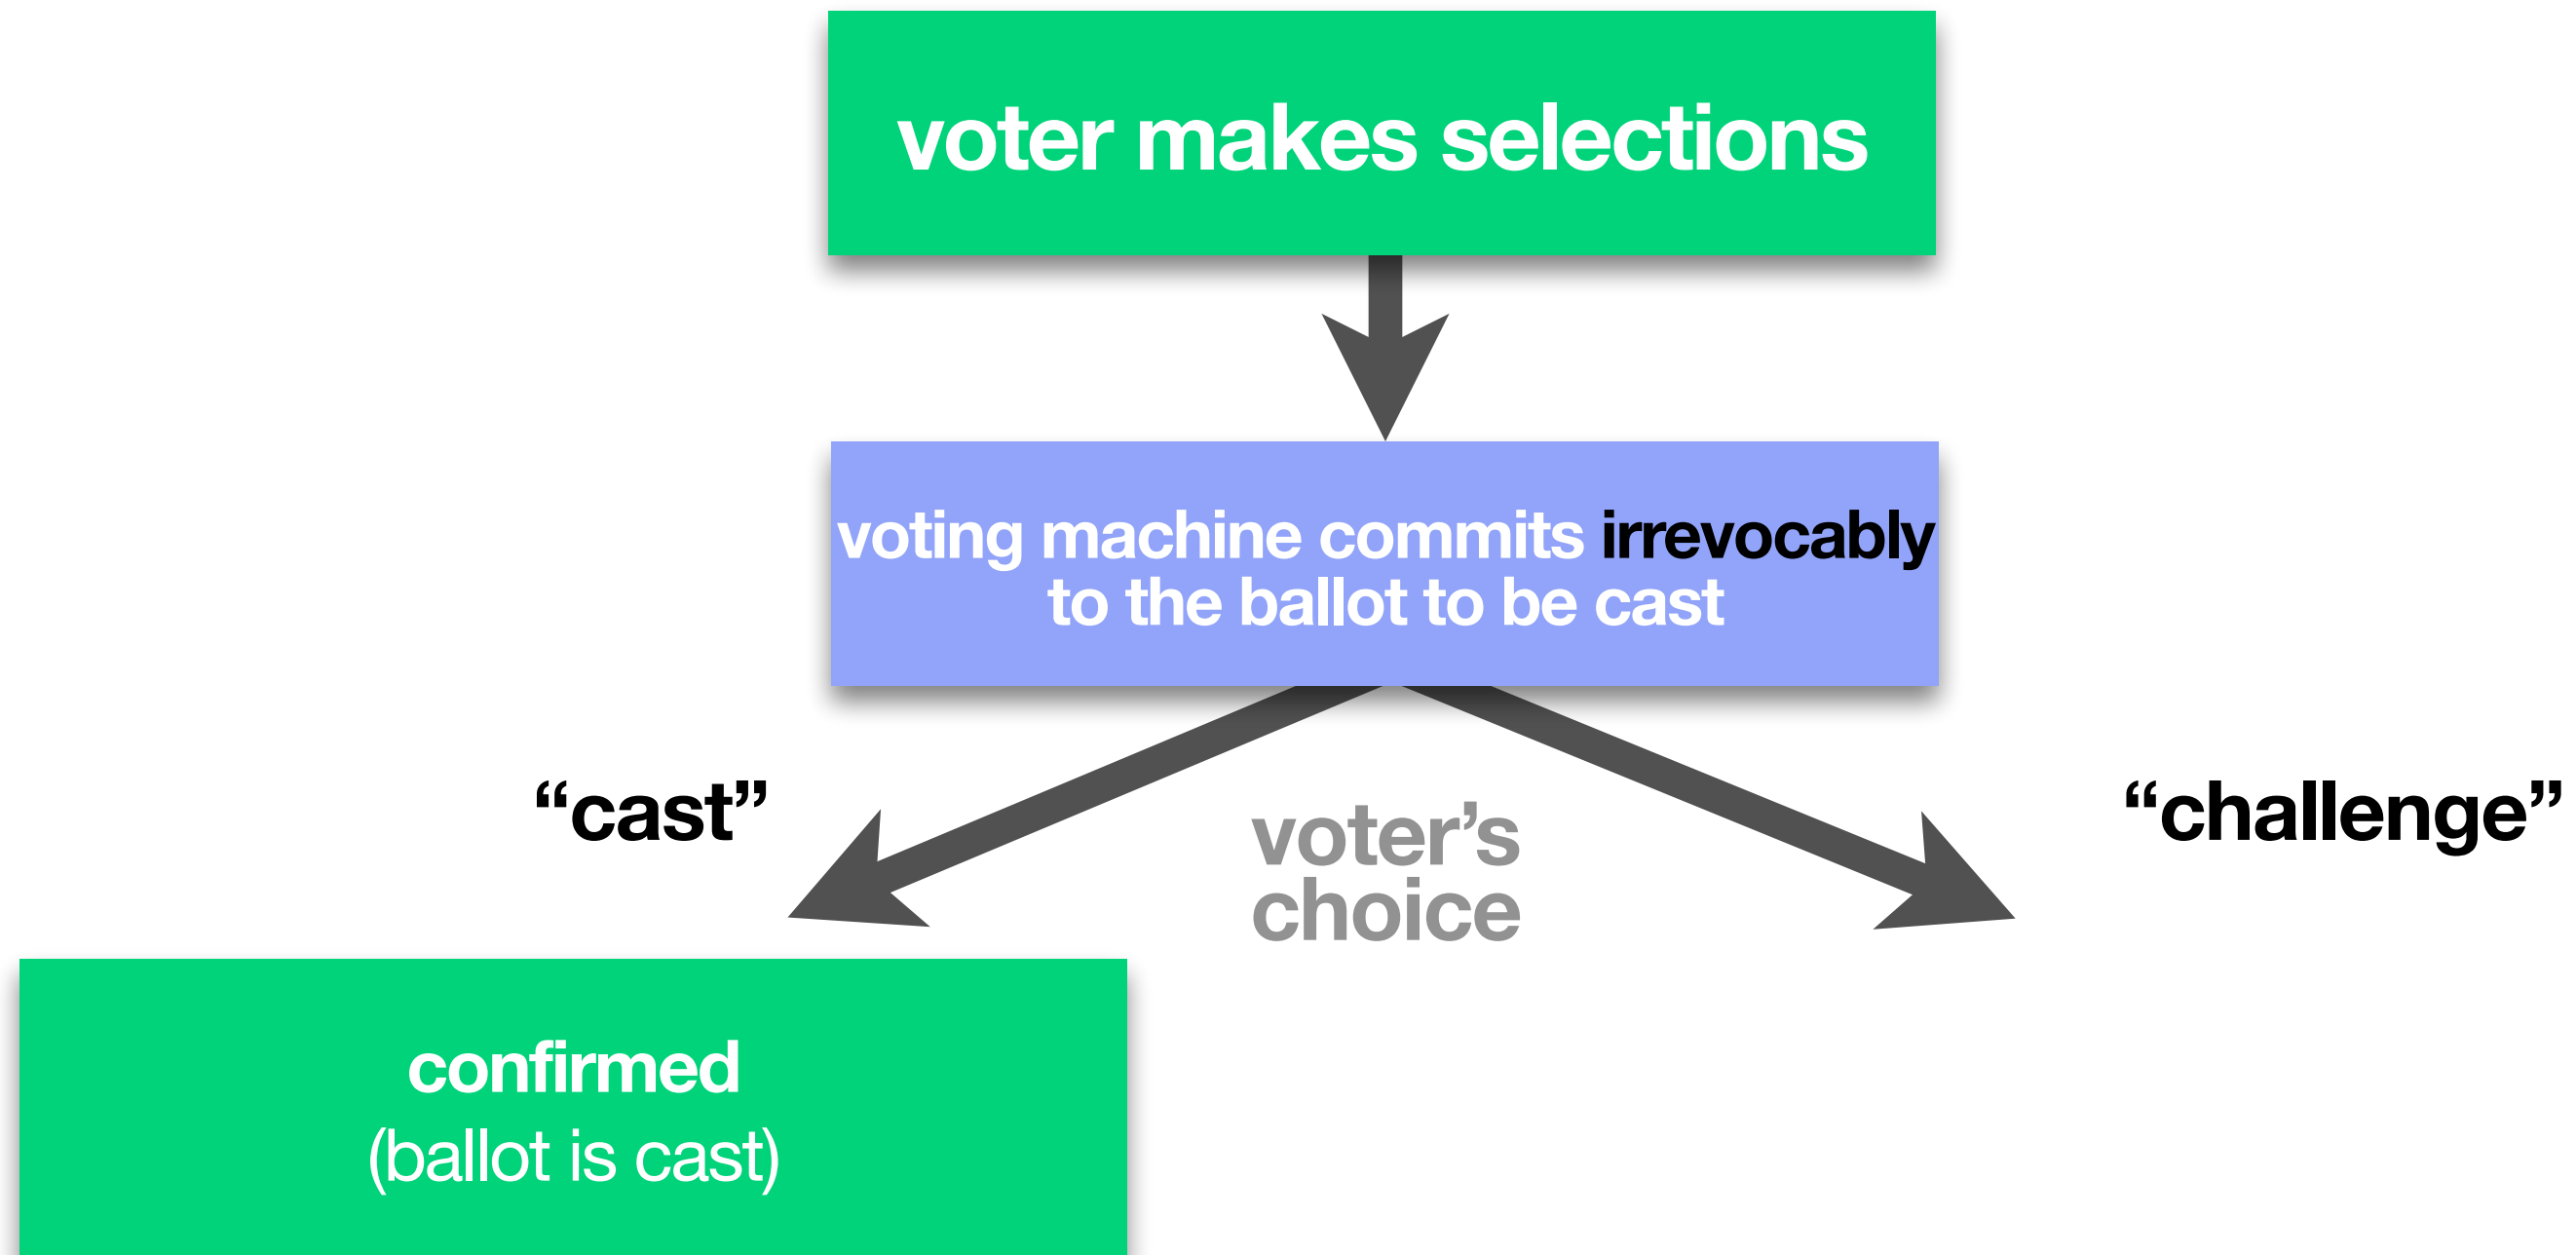 voter makes selections
voting machine commits irrevocably
to the ballot to be cast
“cast”
voter’s
choice
“challenge”
confirmed
(ballot is cast)